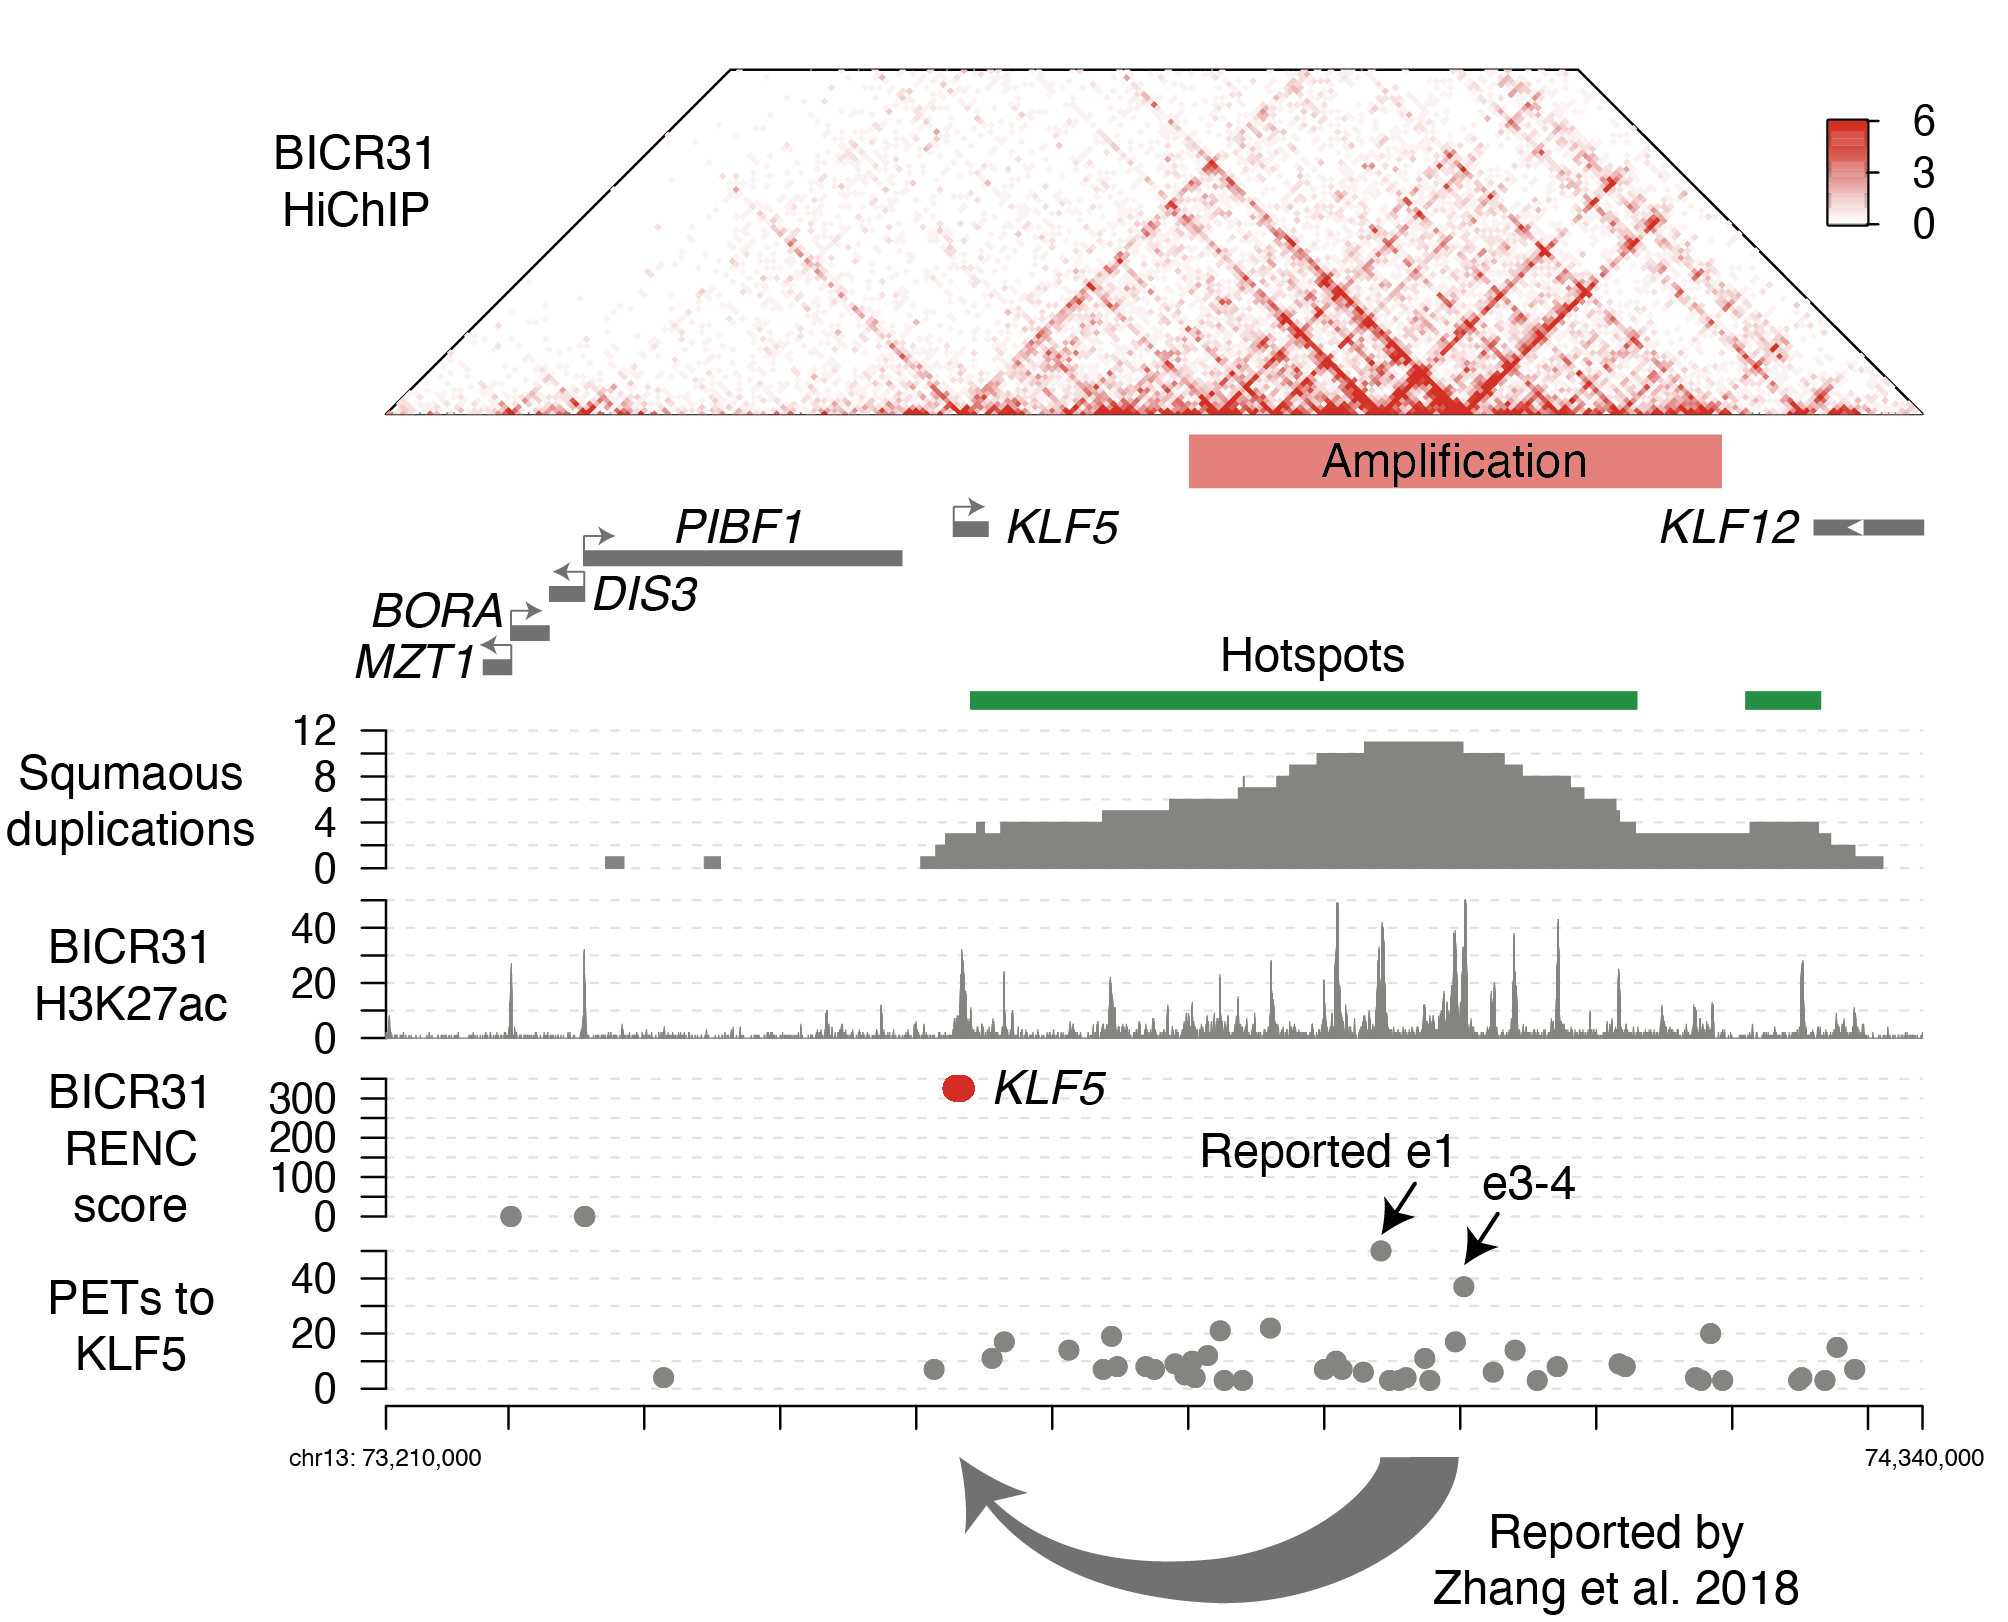 BICR31
HiChIP
6
3
0
Amplification
PIBF1
KLF5
KLF12
DIS3
BORA
MZT1
Hotspots
Squmaous
duplications
12
8
4
0
BICR31
H3K27ac
40
20
0
BICR31
RENC
score
300
200
100
0
KLF5
Reported e1
e3-4
PETs to
KLF5
40
20
0
chr13: 73,210,000
74,340,000
Reported by
Zhang et al. 2018